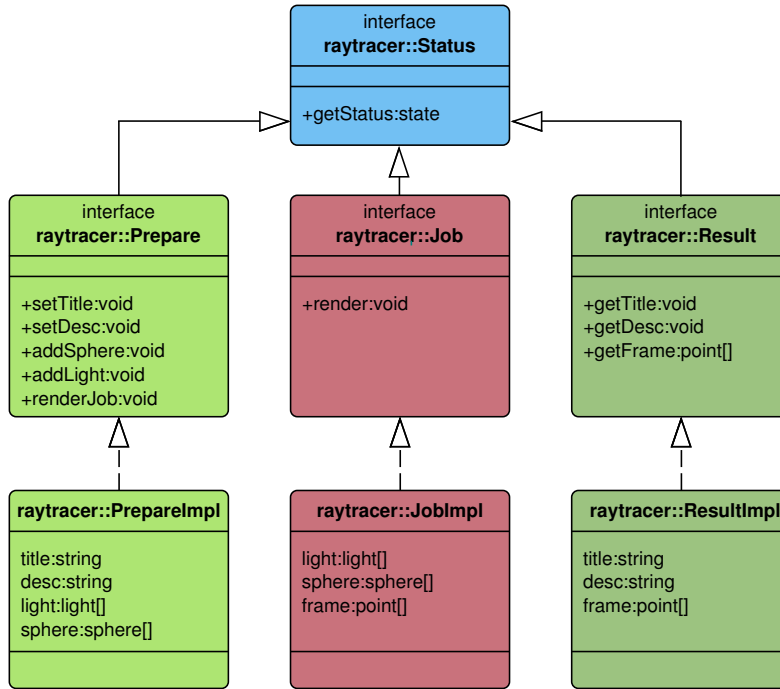 interface
raytracer::Status
+getStatus:state
interface
raytracer::Prepare
+setTitle:void
+setDesc:void
+addSphere:void
+addLight:void
+renderJob:void
interface
raytracer::Job
+render:void
interface
raytracer::Result
+getTitle:void
+getDesc:void
+getFrame:point[]
raytracer::PrepareImpl
title:string
desc:string
light:light[]
sphere:sphere[]
raytracer::JobImpl
light:light[]
sphere:sphere[]
frame:point[]
raytracer::ResultImpl
title:string
desc:string
frame:point[]